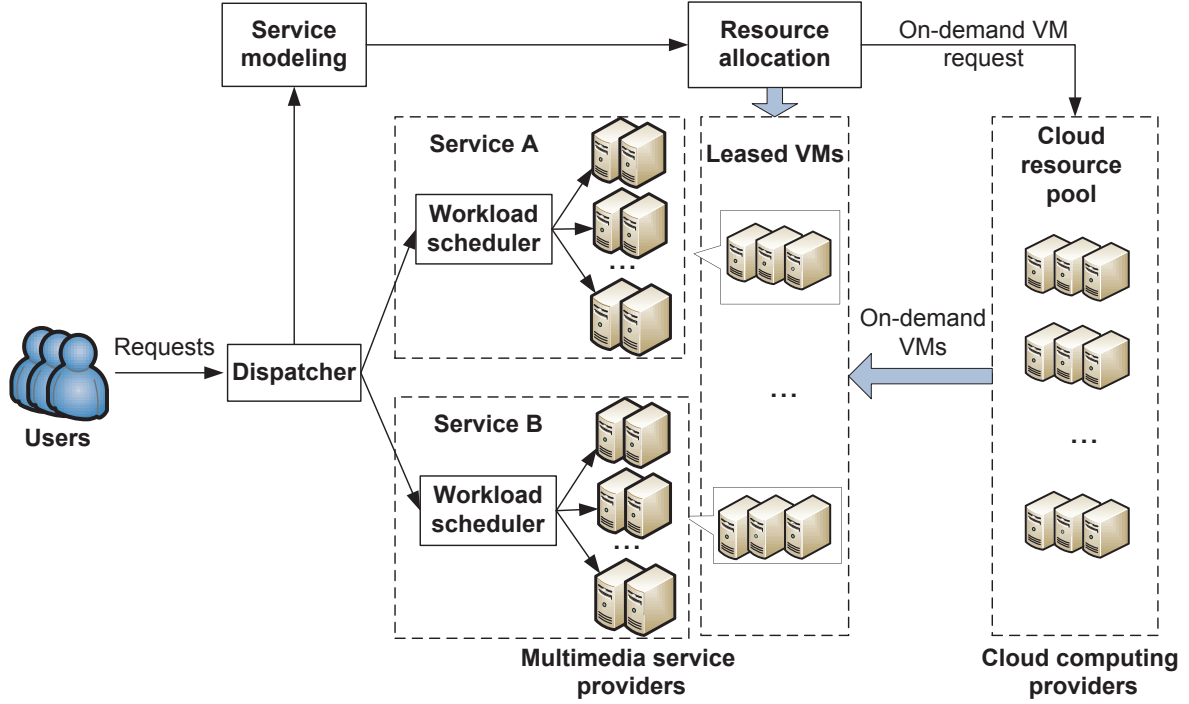 Service
modeling
Resource
allocation
On-demand VM
request
Service A
Leased VMs
Cloud
resource
pool
Workload
scheduler
...
Requests
Dispatcher
On-demand
VMs
...
Users
Service B
...
Workload
scheduler
...
Multimedia service
providers
Cloud computing
providers